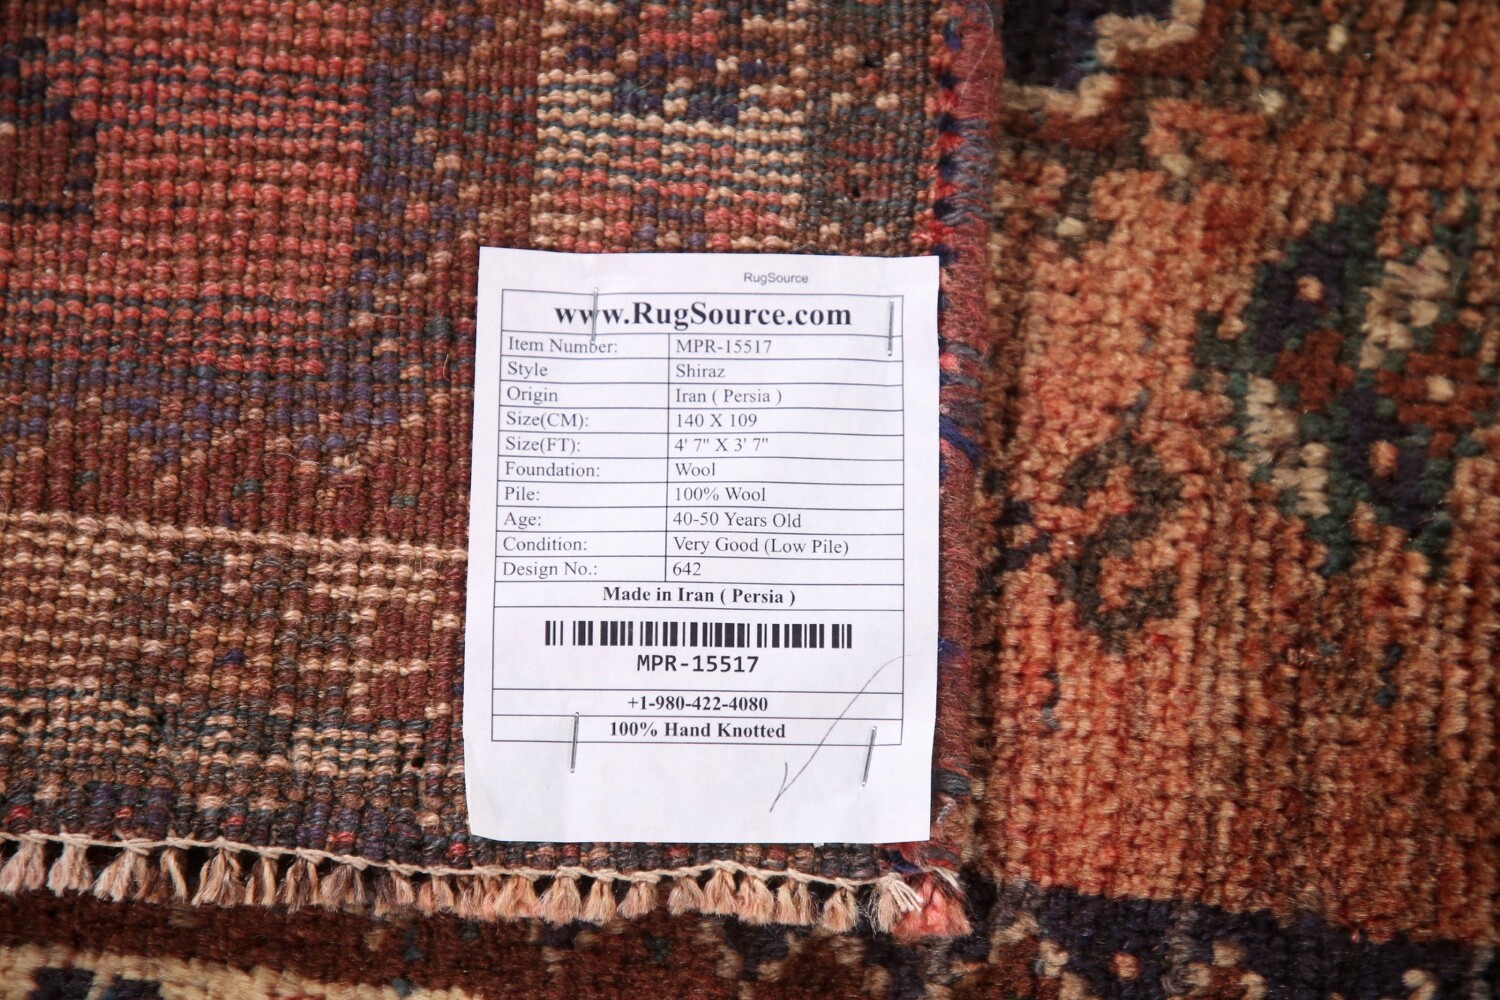 RugSource
www.RugSource.com
Item Number: MPR-15517
Style Shiraz
Origin Iran ( Persia )
Size(CM): 140 X 109
Size(FT): 4' 7" X 3' 7"
Foundation: Wool
Pile: 100% Wool
Age: 40-50 Years Old
Condition: Very Good (Low Pile)
Design No.: 642
Made in Iran ( Persia )
MPR-15517
+1-980-422-4080
100% Hand Knotted